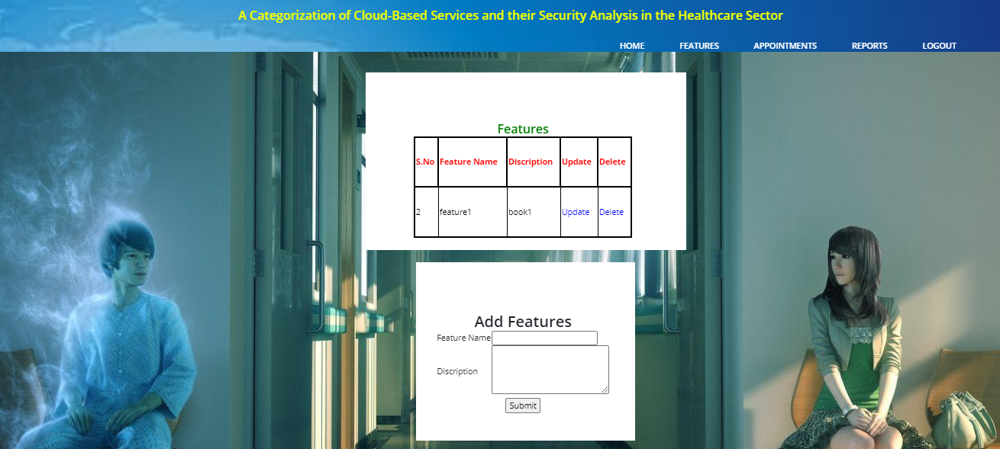 A Categorization of Cloud-Based Services and their Security Analysis in the Healthcare Sector
HOME FEATURES APPOINTMENTS REPORTS LOGOUT
Features
S.No Feature Name Discription Update Delete
2 feature1 book1 Update Delete
Add Features
Feature Name
Discription
Submit